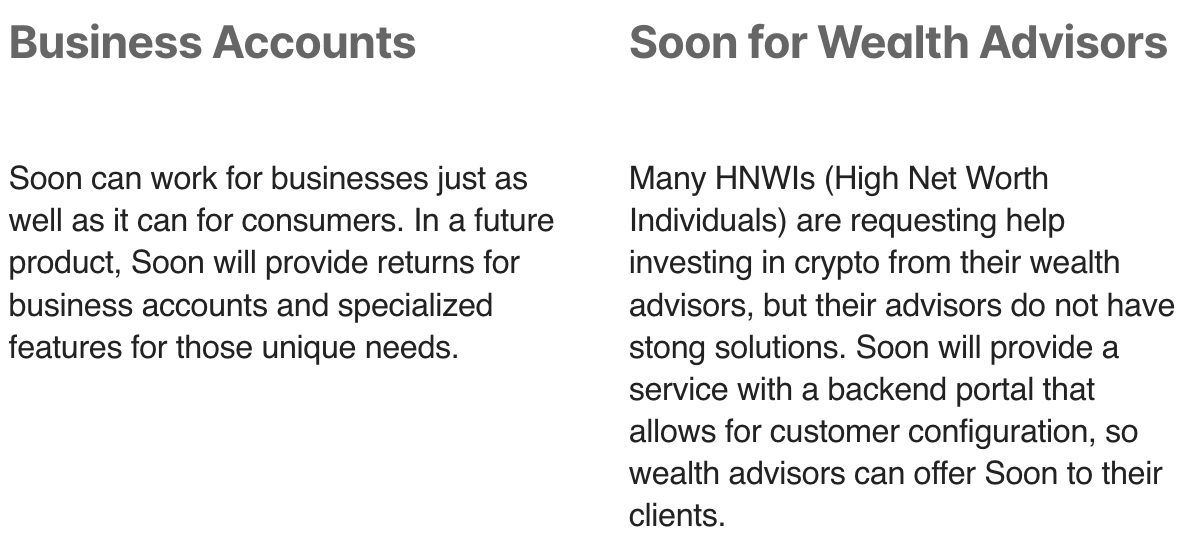 Business Accounts
Soon can work for businesses just as
well as it can for consumers. In a future
product, Soon will provide returns for
business accounts and specialized
features for those unique needs.
Soon for Wealth Advisors
Many HNWIs (High Net Worth
Individuals) are requesting help
investing in crypto from their wealth
advisors, but their advisors do not have
stong solutions. Soon will provide a
service with a backend portal that
allows for customer configuration, so
wealth advisors can offer Soon to their
clients.